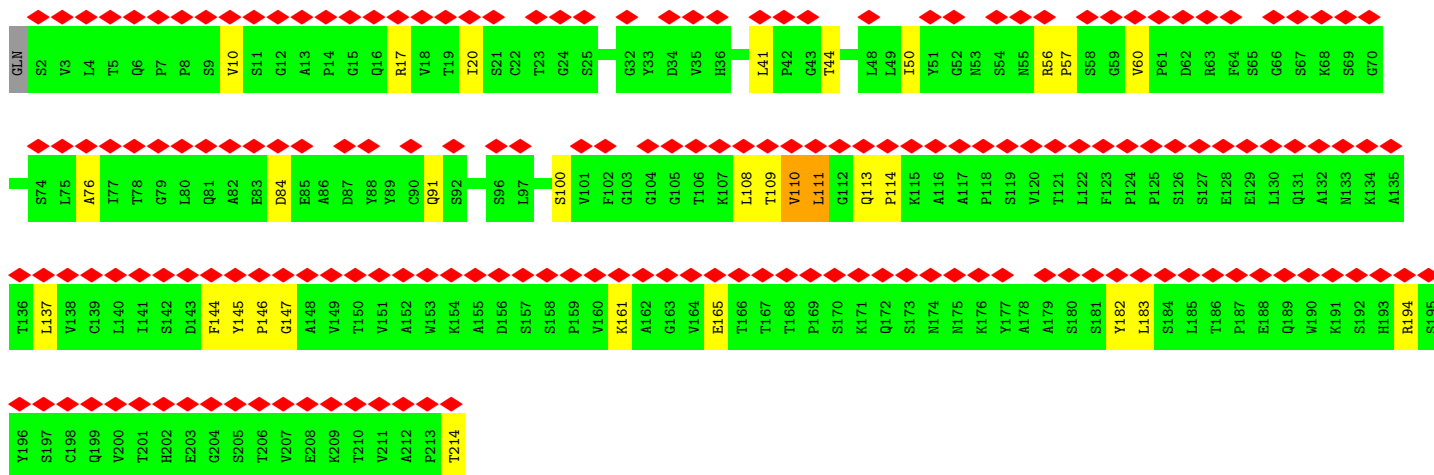 GLN S2 V3 L4 T5 Q6 P7 P8 S9 V10 S11 G12 A13 P14 G15 Q16 R17 V18 T19 I20 S21 C22 T23 G24 S25 G32 Y33 D34 V35 H36 L41 P42 G43 T44 L48 L49 I50 Y51 G52 N53 S54 N55 R56 P57 S58 G59 V60 P61 D62 R63 F64 S65 G66 S67 K68 S69 G70
S74 L75 A76 I77 T78 G79 L80 Q81 A82 E83 D84 E85 A86 D87 Y88 Y89 C90 Q91 S92 S96 L97 S100 V101 F102 G103 G104 G105 T106 K107 L108 T109 V110 L111 G112 Q113 P114 K115 A116 A117 P118 S119 V120 T121 L122 F123 P124 P125 S126 S127 E128 E129 L130 Q131 A132 N133 K134 A135
T136 L137 V138 C139 L140 I141 S142 D143 F144 Y145 P146 G147 A148 V149 T150 V151 A152 W153 K154 A155 D156 S157 S158 P159 V160 K161 A162 G163 V164 E165 T166 T167 T168 P169 S170 K171 Q172 S173 N174 N175 K176 Y177 A178 A179 S180 S181 Y182 L183 S184 L185 T186 P187 E188 Q189 W190 K191 S192 H193 R194 S195
Y196 S197 C198 Q199 V200 T201 H202 E203 G204 S205 T206 V207 E208 K209 T210 V211 A212 P213 T214